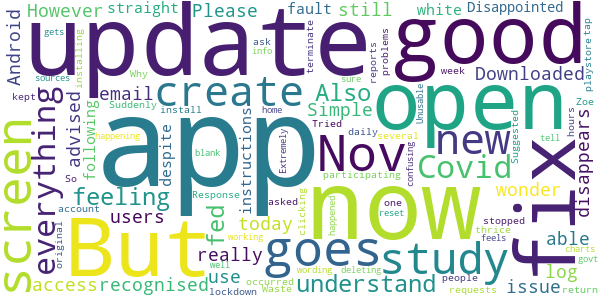 However straight Please fault still white Disappointed
Android
gets
sources
kept
installing
Why
email
ask
info
create
Also
Simple
terminate
reports
problems
week
Downloaded
playstore
tap
update
good
everything
advised
following
Suddenly
install
despite
home
instructions
Extremely
Tried
daily
several
confusing
open
new
Unusable
Suggested
Zoe
tell
hours
disappears
screen
app
Nov
Covid
fix
feeling
So
account
blank
Response
participating
happening
users
fed
asked
clicking
happened
now
one
reset
stopped
feels
wonder
thrice
able
log
original
But
today
really
goes
study
people
requests
charts
govt
access
recognised
working
well
use
lockdown
Waste
occurred
wording
deleting
understand
issue
yes
return
sure